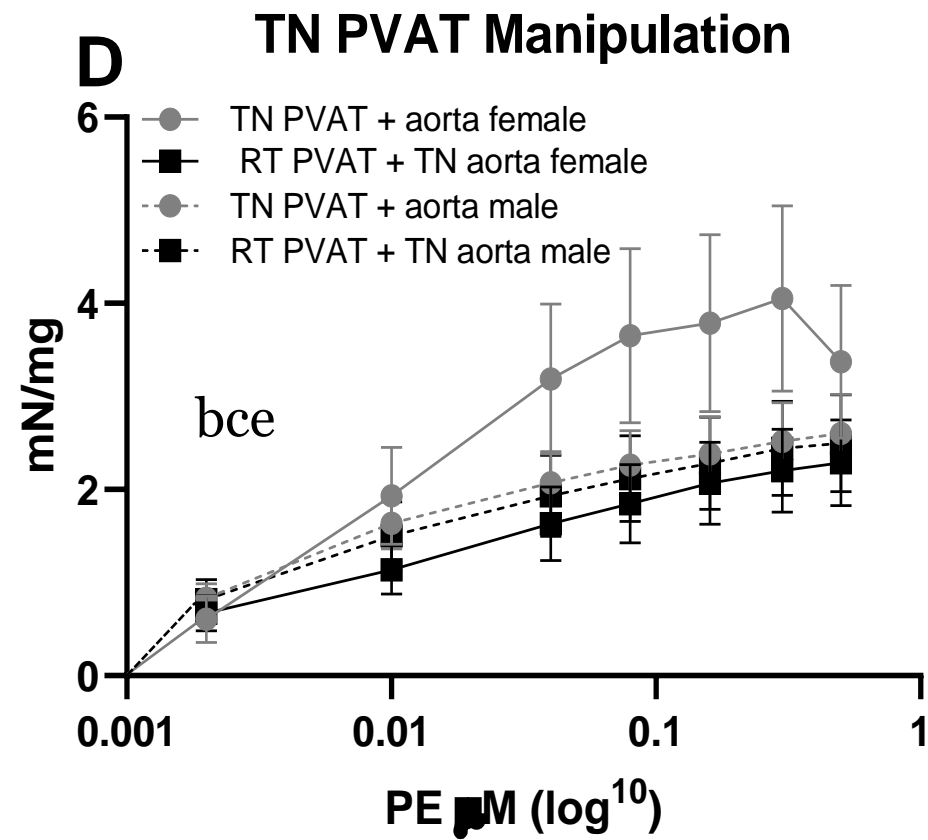 TN PVAT Manipulation
D
6
TN PVAT + aorta female
RT PVAT + TN aorta female
TN PVAT + aorta male
RT PVAT + TN aorta male
4
mN/mg
bce
2
0
0.001 0.01 0.1 1
PE μM (log¹⁰)